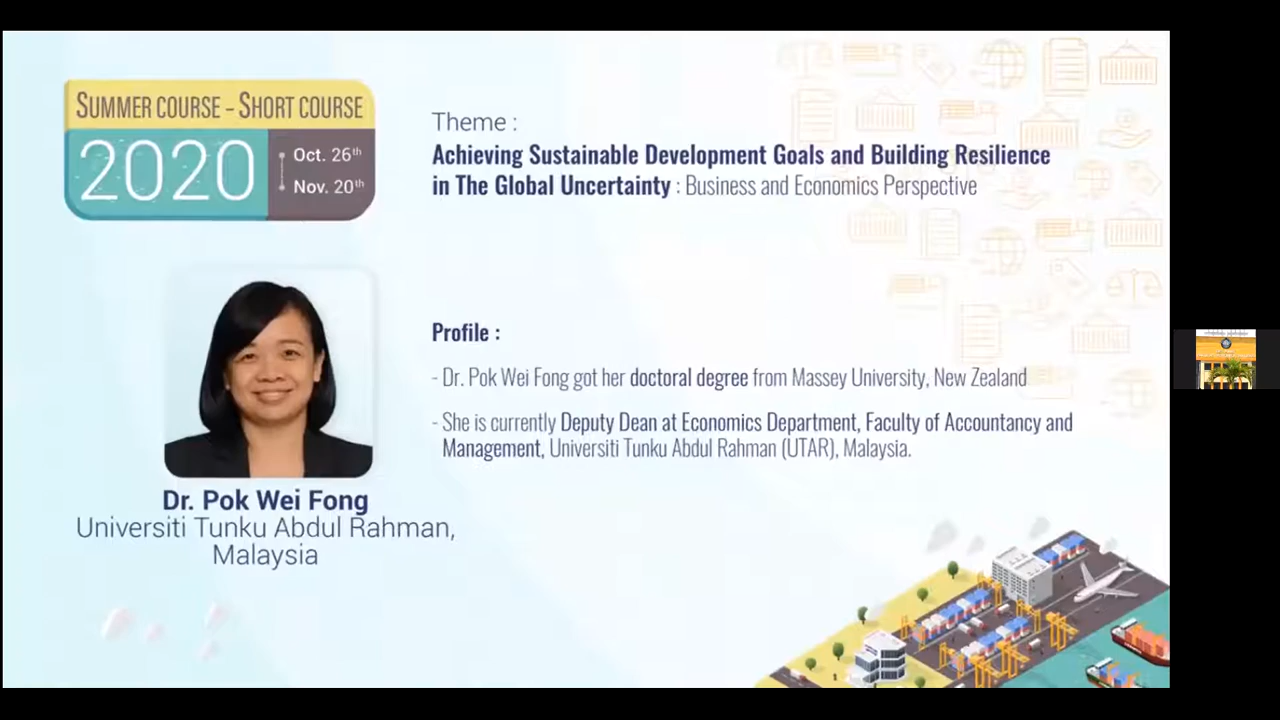 SUMMER COURSE – SHORT COURSE
2020
Oct. 26th
Nov. 20th
Theme :
Achieving Sustainable Development Goals and Building Resilience
in The Global Uncertainty : Business and Economics Perspective
Profile :
- Dr. Pok Wei Fong got her doctoral degree from Massey University, New Zealand
- She is currently Deputy Dean at Economics Department, Faculty of Accountancy and
Management, Universiti Tunku Abdul Rahman (UTAR), Malaysia.
Dr. Pok Wei Fong
Universiti Tunku Abdul Rahman,
Malaysia